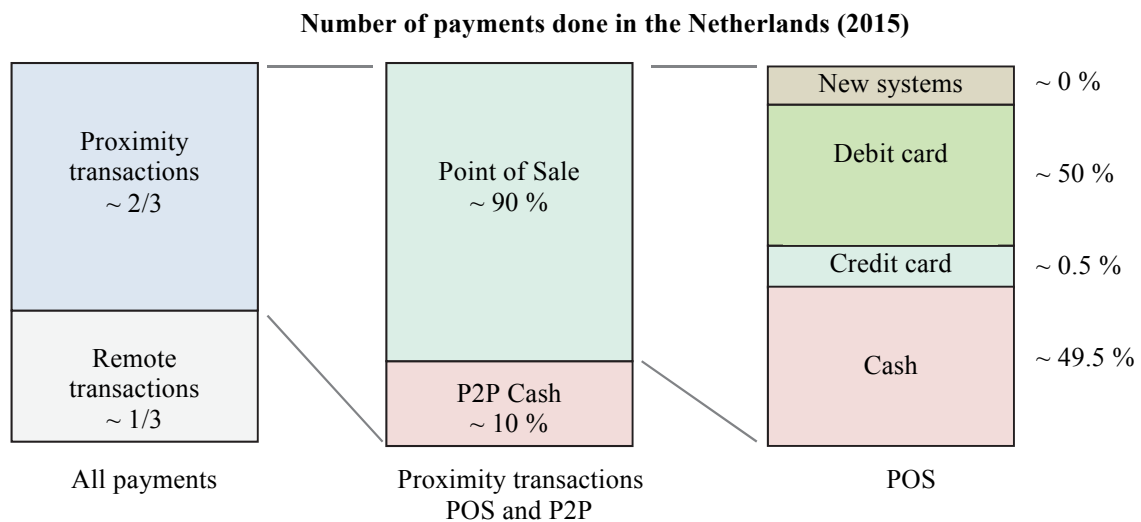 Number of payments done in the Netherlands (2015)
Proximity
transactions
~ 2/3
Remote
transactions
~ 1/3
All payments
Point of Sale
~ 90 %
P2P Cash
~ 10 %
Proximity transactions
POS and P2P
New systems
~ 0 %
Debit card
~ 50 %
Credit card
~ 0.5 %
Cash
~ 49.5 %
POS